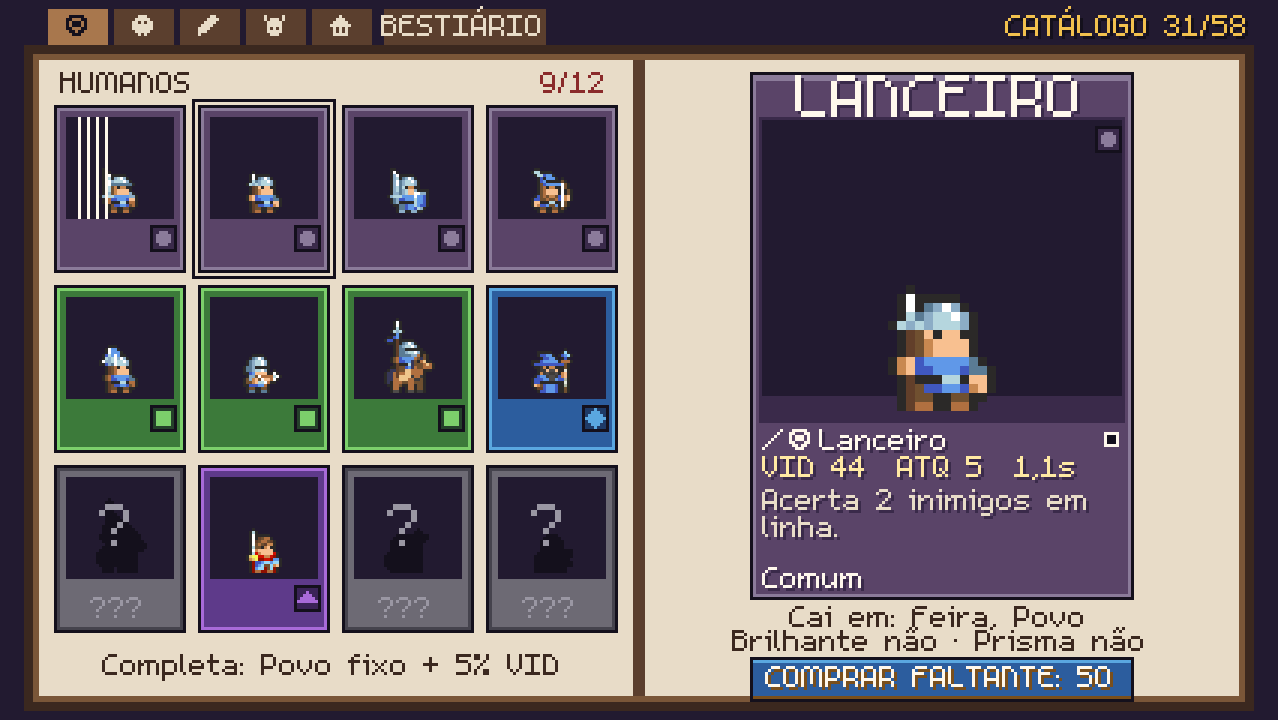 BESTIÁRIO
CATÁLOGO 31/58
HUMANOS
9/12
???
???
???
Completa: Povo fixo + 5% VID
LANCEIRO
Lanceiro
VID 44 ATQ 5 1,1s
Acerta 2 inimigos em
linha.
Comum
Cai em: Feira, Povo
Brilhante não · Prisma não
COMPRAR FALTANTE: 50